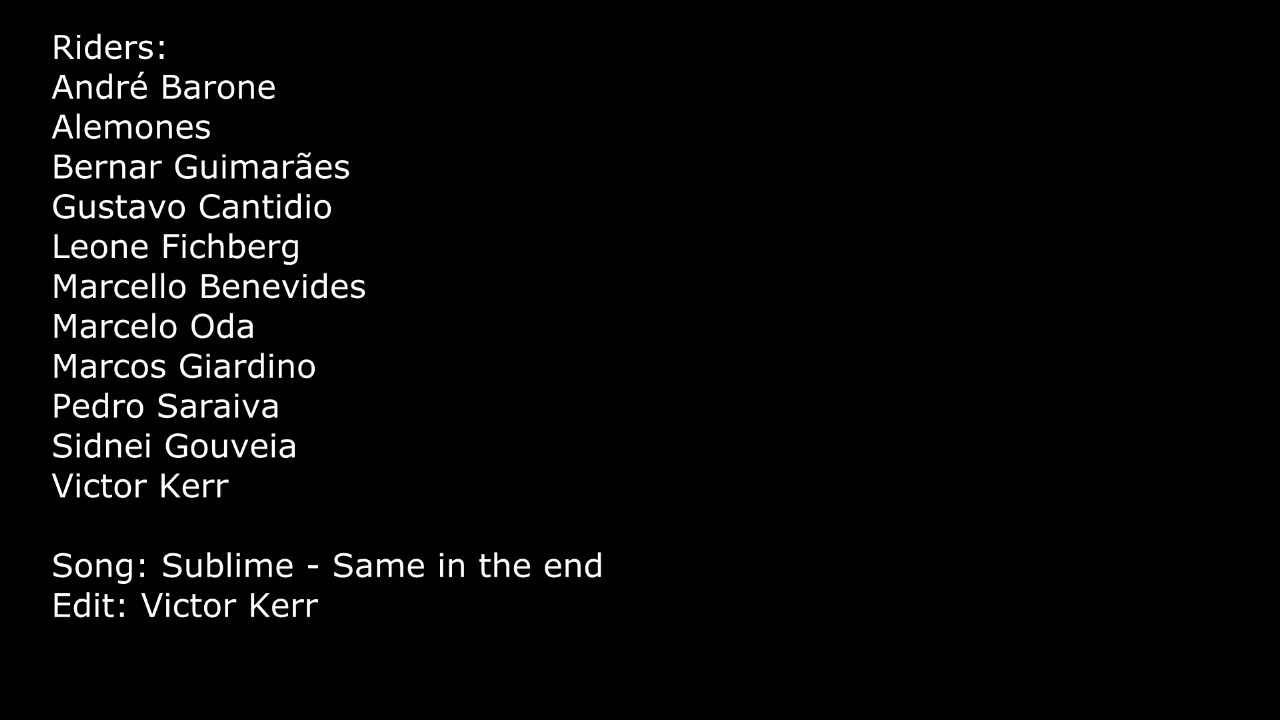 Riders:
André Barone
Alemones
Bernar Guimarães
Gustavo Cantidio
Leone Fichberg
Marcello Benevides
Marcelo Oda
Marcos Giardino
Pedro Saraiva
Sidnei Gouveia
Victor Kerr
Song: Sublime - Same in the end
Edit: Victor Kerr